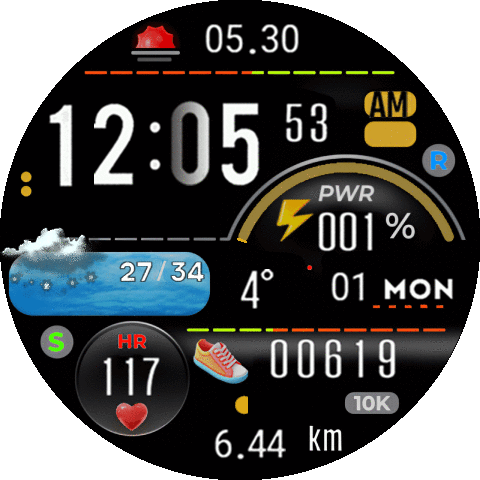 05.30
12:05 53 AM
R
PWR
001 %
27/34
4° 01 MON
S
HR
117
00619
10K
6.44 km